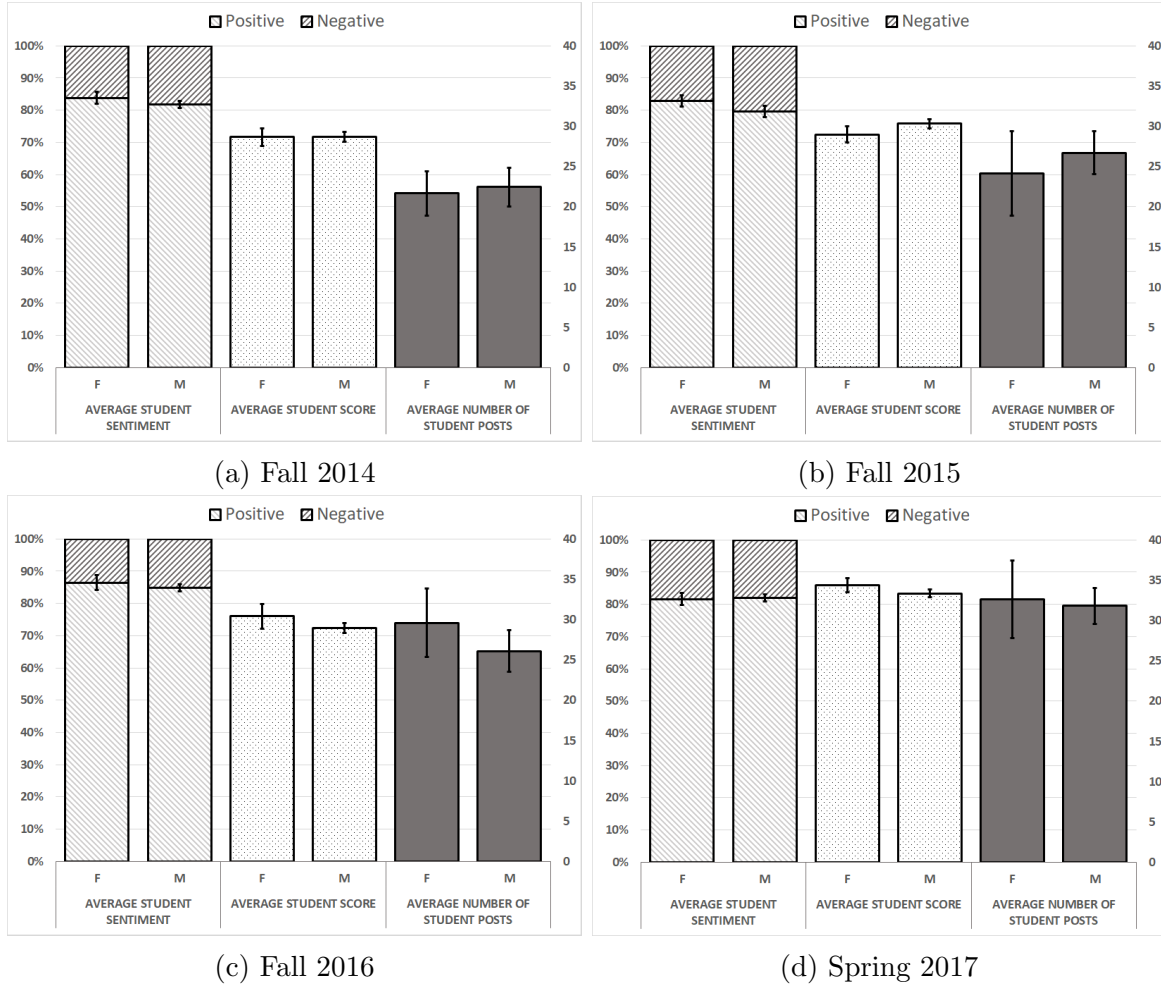 Positive Negative
100% 40
90% 35
80% 30
70% 25
60% 20
50% 15
40% 10
30% 5
20% 0
10%
0%
F M F M F M
AVERAGE STUDENT SENTIMENT AVERAGE STUDENT SCORE AVERAGE NUMBER OF STUDENT POSTS
(a) Fall 2014
Positive Negative
100% 40
90% 35
80% 30
70% 25
60% 20
50% 15
40% 10
30% 5
20% 0
10%
0%
F M F M F M
AVERAGE STUDENT SENTIMENT AVERAGE STUDENT SCORE AVERAGE NUMBER OF STUDENT POSTS
(b) Fall 2015
Positive Negative
100% 40
90% 35
80% 30
70% 25
60% 20
50% 15
40% 10
30% 5
20% 0
10%
0%
F M F M F M
AVERAGE STUDENT SENTIMENT AVERAGE STUDENT SCORE AVERAGE NUMBER OF STUDENT POSTS
(c) Fall 2016
Positive Negative
100% 40
90% 35
80% 30
70% 25
60% 20
50% 15
40% 10
30% 5
20% 0
10%
0%
F M F M F M
AVERAGE STUDENT SENTIMENT AVERAGE STUDENT SCORE AVERAGE NUMBER OF STUDENT POSTS
(d) Spring 2017